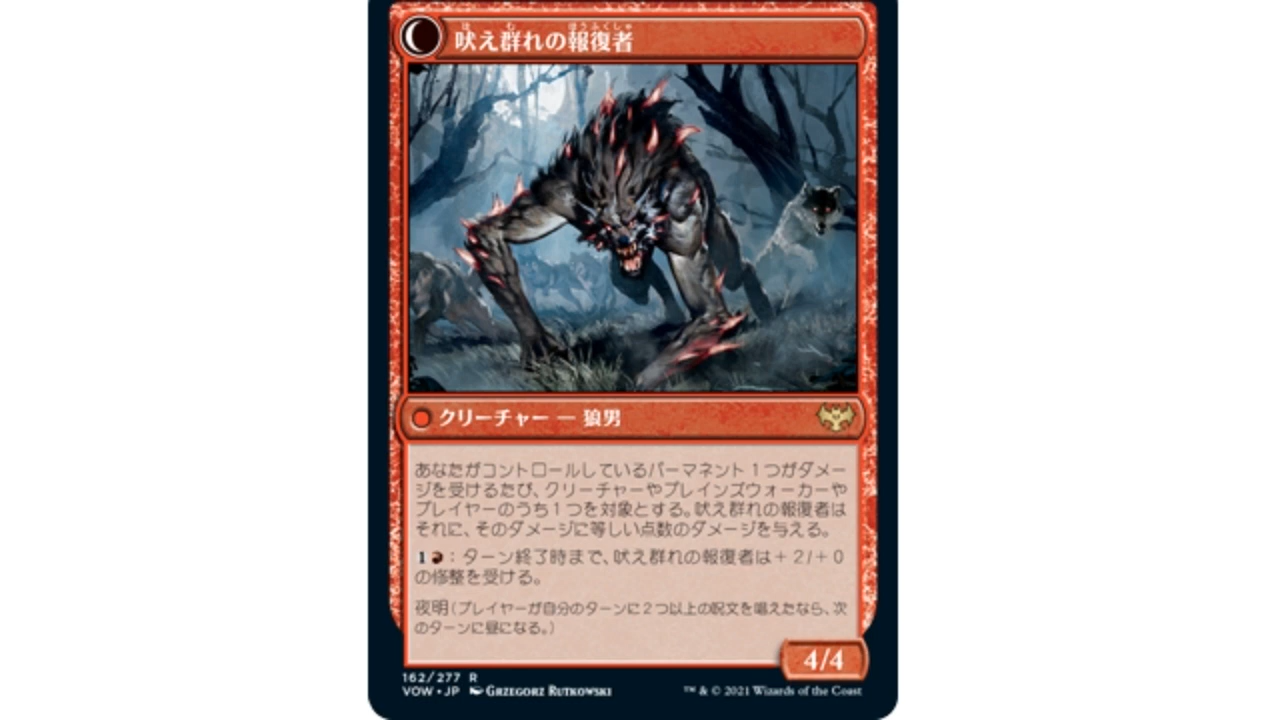 吠え群れの報復者
クリーチャー — 狼男
あなたがコントロールしているパーマネント１つがダメー
ジを受けるたび、クリーチャーやプレインズウォーカーや
プレイヤーのうち１つを対象とする。吠え群れの報復者は
それに、そのダメージに等しい点数のダメージを与える。
1：ターン終了時まで、吠え群れの報復者は＋２/＋０
の修整を受ける。
夜明(プレイヤーが自分のターンに２つ以上の呪文を唱えたなら、次
のターンに昼になる。)
4/4
162/277 R
VOW • JP Grzegorz Rutkowski
™ & © 2021 Wizards of the Coast